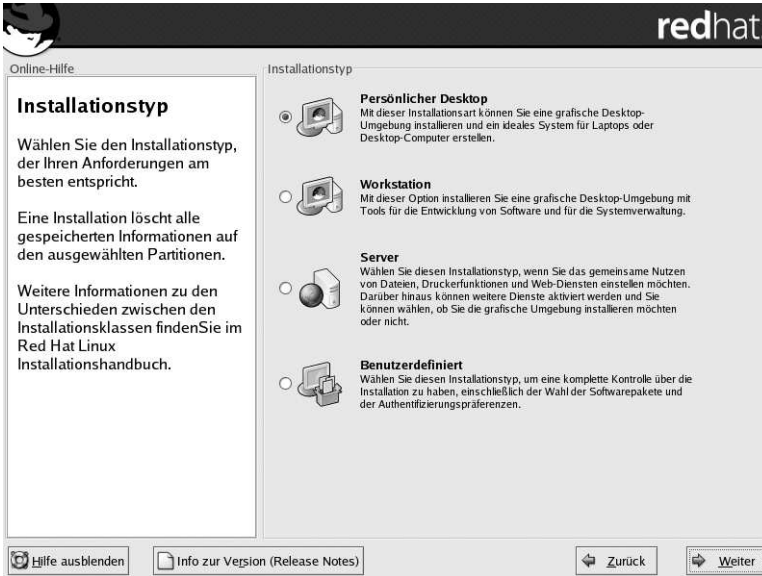 redhat.
Online-Hilfe
Installationstyp
Wählen Sie den Installationstyp,
der Ihren Anforderungen am
besten entspricht.
Eine Installation löscht alle
gespeicherten Informationen auf
den ausgewählten Partitionen.
Weitere Informationen zu den
Unterschieden zwischen den
Installationsklassen findenSie im
Red Hat Linux
Installationshandbuch.
Installationstyp
Persönlicher Desktop
Mit dieser Installationsart können Sie eine grafische Desktop-
Umgebung installieren und ein ideales System für Laptops oder
Desktop-Computer erstellen.
Workstation
Mit dieser Option installieren Sie eine grafische Desktop-Umgebung mit
Tools für die Entwicklung von Software und für die Systemverwaltung.
Server
Wählen Sie diesen Installationstyp, wenn Sie das gemeinsame Nutzen
von Dateien, Druckerfunktionen und Web-Diensten einstellen möchten.
Darüber hinaus können weitere Dienste aktiviert werden und Sie
können wählen, ob Sie die grafische Umgebung installieren möchten
oder nicht.
Benutzerdefiniert
Wählen Sie diesen Installationstyp, um eine komplette Kontrolle über die
Installation zu haben, einschließlich der Wahl der Softwarepakete und
der Authentifizierungspräferenzen.
Hilfe ausblenden
Info zur Version (Release Notes)
Zurück
Weiter